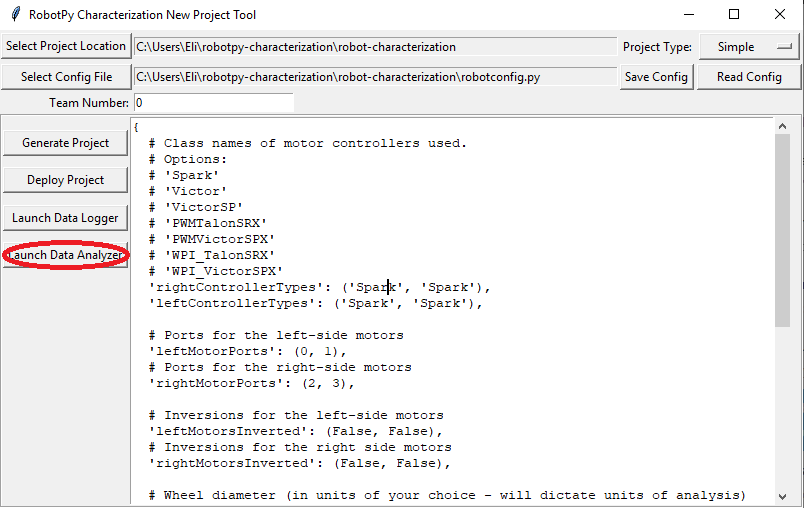 RobotPy Characterization New Project Tool
Select Project Location C:\Users\Eli\robotpy-characterization\robot-characterization Project Type: Simple
Select Config File C:\Users\Eli\robotpy-characterization\robot-characterization\robotconfig.py Save Config Read Config
Team Number: 0
Generate Project
Deploy Project
Launch Data Logger
Launch Data Analyzer
{
# Class names of motor controllers used.
# Options:
# 'Spark'
# 'Victor'
# 'VictorSP'
# 'PWMTalonSRX'
# 'PWMVictorSPX'
# 'WPI_TalonSRX'
# 'WPI_VictorSPX'
'rightControllerTypes': ('Spark', 'Spark'),
'leftControllerTypes': ('Spark', 'Spark'),
# Ports for the left-side motors
'leftMotorPorts': (0, 1),
# Ports for the right-side motors
'rightMotorPorts': (2, 3),
# Inversions for the left-side motors
'leftMotorsInverted': (False, False),
# Inversions for the right side motors
'rightMotorsInverted': (False, False),
# Wheel diameter (in units of your choice - will dictate units of analysis)